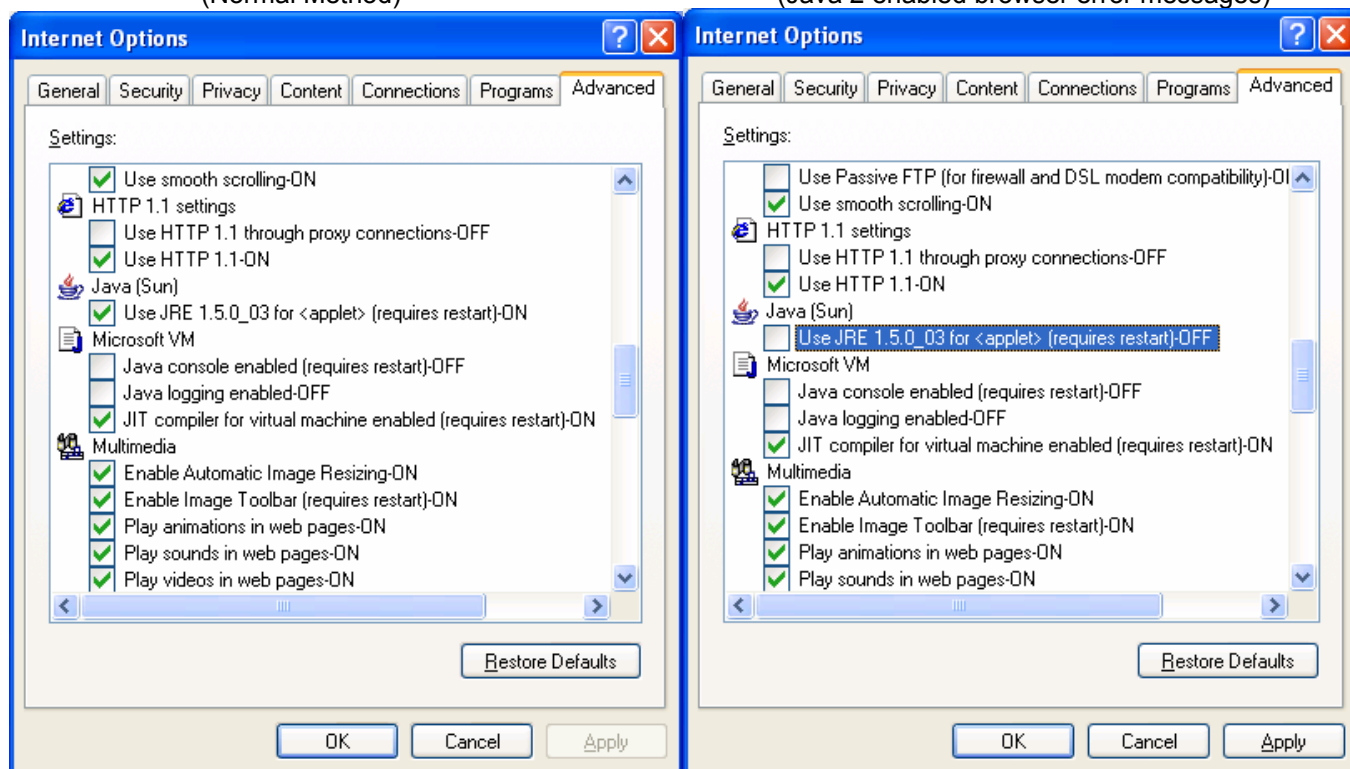 (Normal Method)
Internet Options
General Security Privacy Content Connections Programs Advanced
Settings:
Use smooth scrolling-ON
HTTP 1.1 settings
Use HTTP 1.1 through proxy connections-OFF
Use HTTP 1.1-ON
Java (Sun)
Use JRE 1.5.0_03 for <applet> (requires restart)-ON
Microsoft VM
Java console enabled (requires restart)-OFF
Java logging enabled-OFF
JIT compiler for virtual machine enabled (requires restart)-ON
Multimedia
Enable Automatic Image Resizing-ON
Enable Image Toolbar (requires restart)-ON
Play animations in web pages-ON
Play sounds in web pages-ON
Play videos in web pages-ON
Restore Defaults
OK Cancel Apply
(Java 2 enabled browser error messages)
Internet Options
General Security Privacy Content Connections Programs Advanced
Settings:
Use Passive FTP (for firewall and DSL modem compatibility)-
Use smooth scrolling-ON
HTTP 1.1 settings
Use HTTP 1.1 through proxy connections-OFF
Use HTTP 1.1-ON
Java (Sun)
Use JRE 1.5.0_03 for <applet> (requires restart)-OFF
Microsoft VM
Java console enabled (requires restart)-OFF
Java logging enabled-OFF
JIT compiler for virtual machine enabled (requires restart)-ON
Multimedia
Enable Automatic Image Resizing-ON
Enable Image Toolbar (requires restart)-ON
Play animations in web pages-ON
Play sounds in web pages-ON
Restore Defaults
OK Cancel Apply